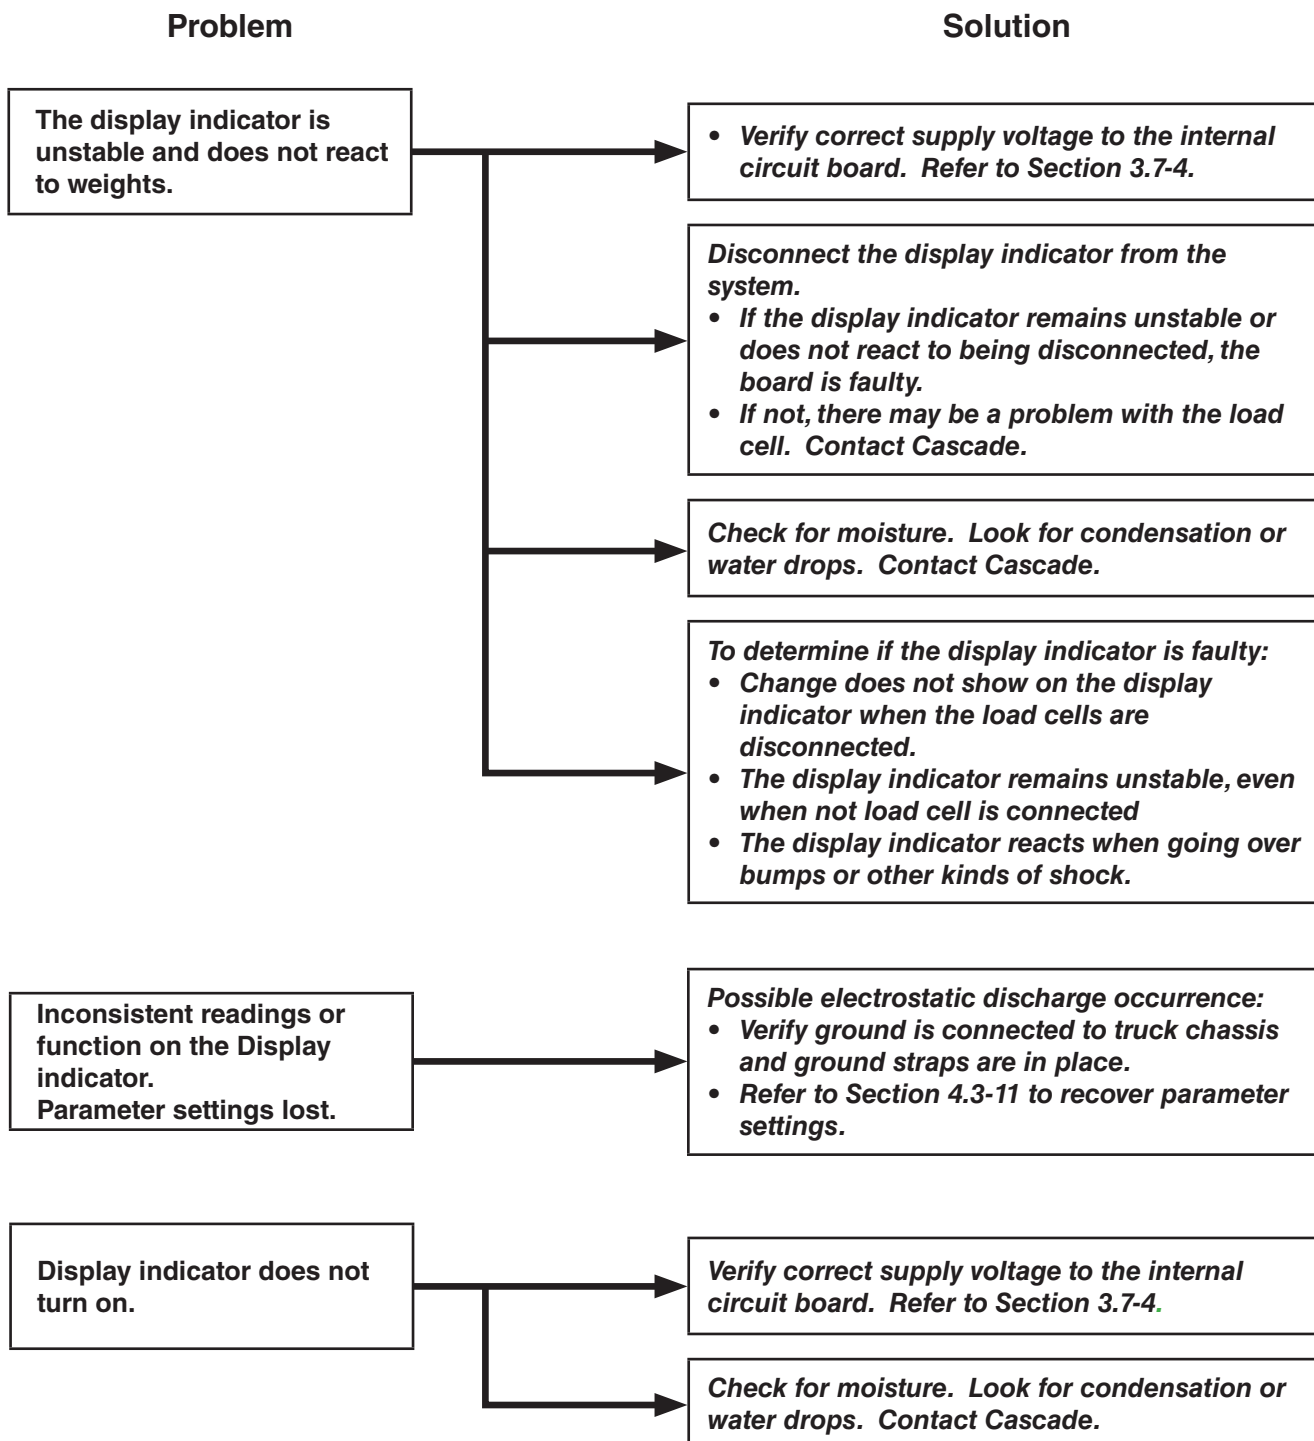 Problem
Solution
The display indicator is
unstable and does not react
to weights.
• Verify correct supply voltage to the internal
circuit board. Refer to Section 3.7-4.
Disconnect the display indicator from the
system.
• If the display indicator remains unstable or
does not react to being disconnected, the
board is faulty.
• If not, there may be a problem with the load
cell. Contact Cascade.
Check for moisture. Look for condensation or
water drops. Contact Cascade.
To determine if the display indicator is faulty:
• Change does not show on the display
indicator when the load cells are
disconnected.
• The display indicator remains unstable, even
when not load cell is connected
• The display indicator reacts when going over
bumps or other kinds of shock.
Inconsistent readings or
function on the Display
indicator.
Parameter settings lost.
Possible electrostatic discharge occurrence:
• Verify ground is connected to truck chassis
and ground straps are in place.
• Refer to Section 4.3-11 to recover parameter
settings.
Display indicator does not
turn on.
Verify correct supply voltage to the internal
circuit board. Refer to Section 3.7-4.
Check for moisture. Look for condensation or
water drops. Contact Cascade.